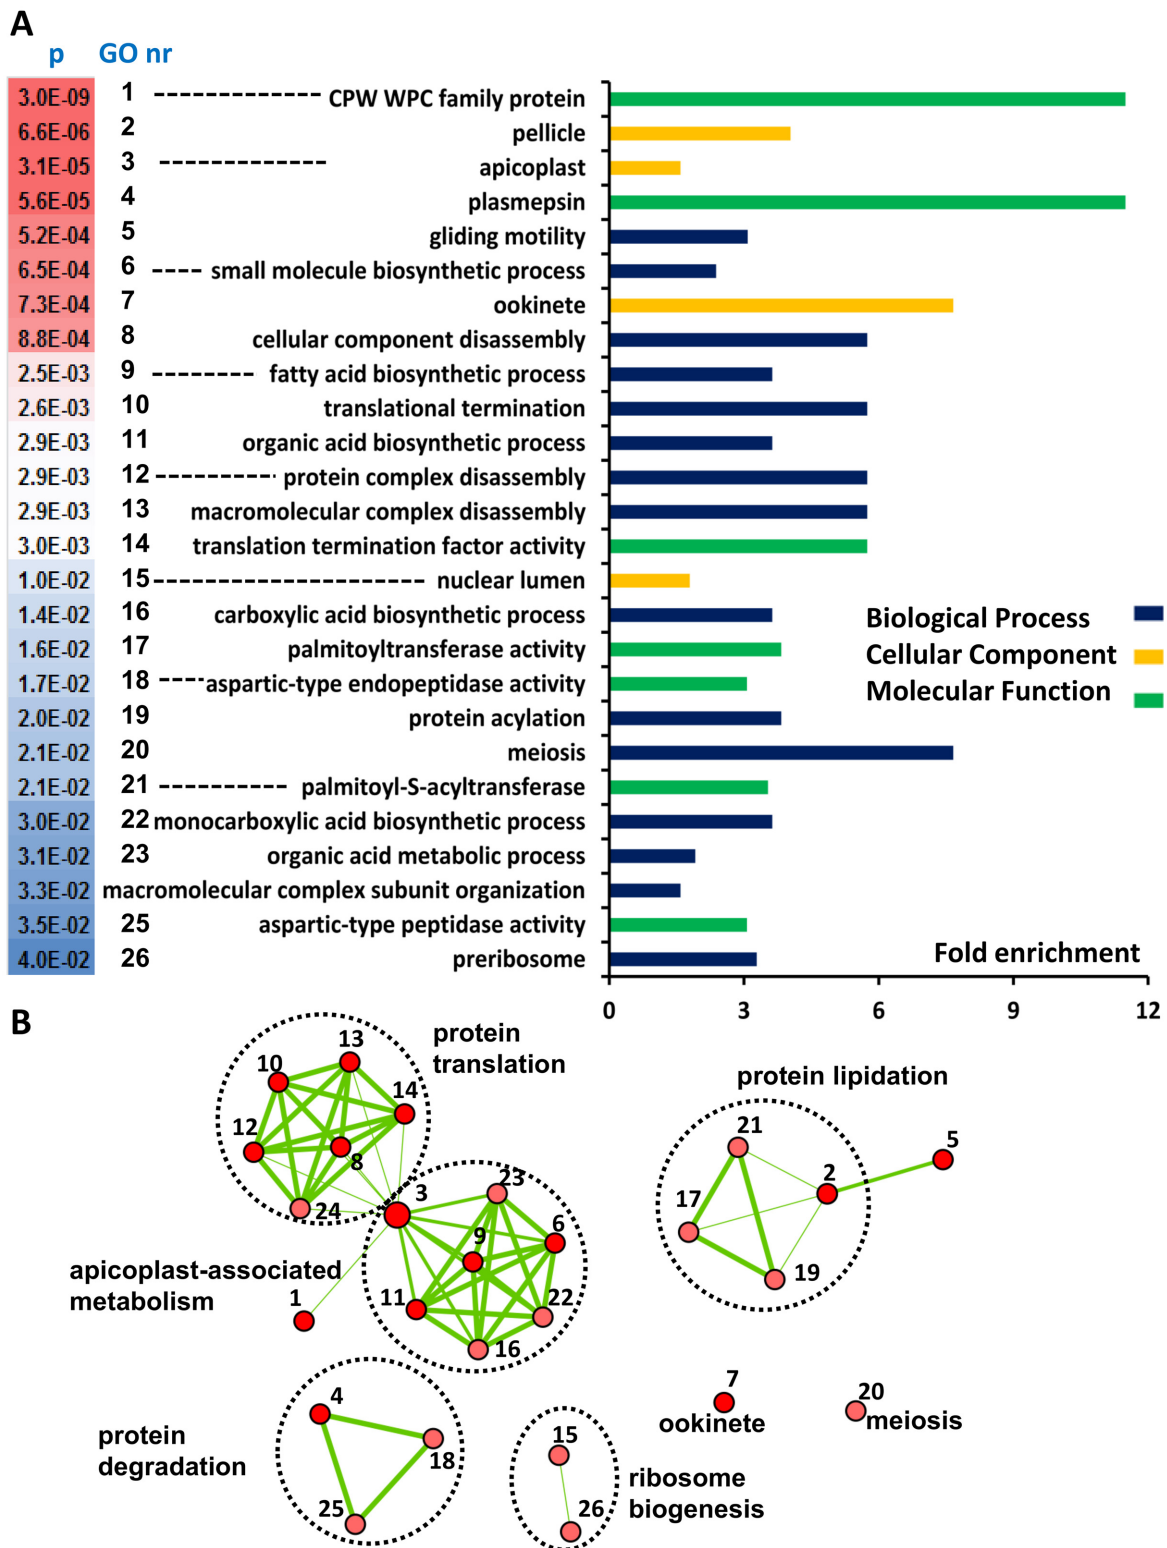 A
p GO nr
3.0E-09 1 CPW WPC family protein
6.6E-06 2 pellicle
3.1E-05 3 apicoplast
5.6E-05 4 plasmepsin
5.2E-04 5 gliding motility
6.5E-04 6 small molecule biosynthetic process
7.3E-04 7 ookinete
8.8E-04 8 cellular component disassembly
2.5E-03 9 fatty acid biosynthetic process
2.6E-03 10 translational termination
2.9E-03 11 organic acid biosynthetic process
2.9E-03 12 protein complex disassembly
2.9E-03 13 macromolecular complex disassembly
3.0E-03 14 translation termination factor activity
1.0E-02 15 nuclear lumen
1.4E-02 16 carboxylic acid biosynthetic process
1.6E-02 17 palmitoyltransferase activity
1.7E-02 18 aspartic-type endopeptidase activity
2.0E-02 19 protein acylation
2.1E-02 20 meiosis
2.1E-02 21 palmitoyl-S-acyltransferase
3.0E-02 22 monocarboxylic acid biosynthetic process
3.1E-02 23 organic acid metabolic process
3.3E-02 macromolecular complex subunit organization
3.5E-02 25 aspartic-type peptidase activity
4.0E-02 26 preribosome
Biological Process
Cellular Component
Molecular Function
Fold enrichment
0 3 6 9 12
B
protein
translation
13
10
14
12
8
24
3
23
9
6
11
22
16
apicoplast-associated
metabolism
1
protein lipidation
21
5
2
17
19
protein
degradation
4
18
25
15
26
ribosome
biogenesis
7
ookinete
20
meiosis